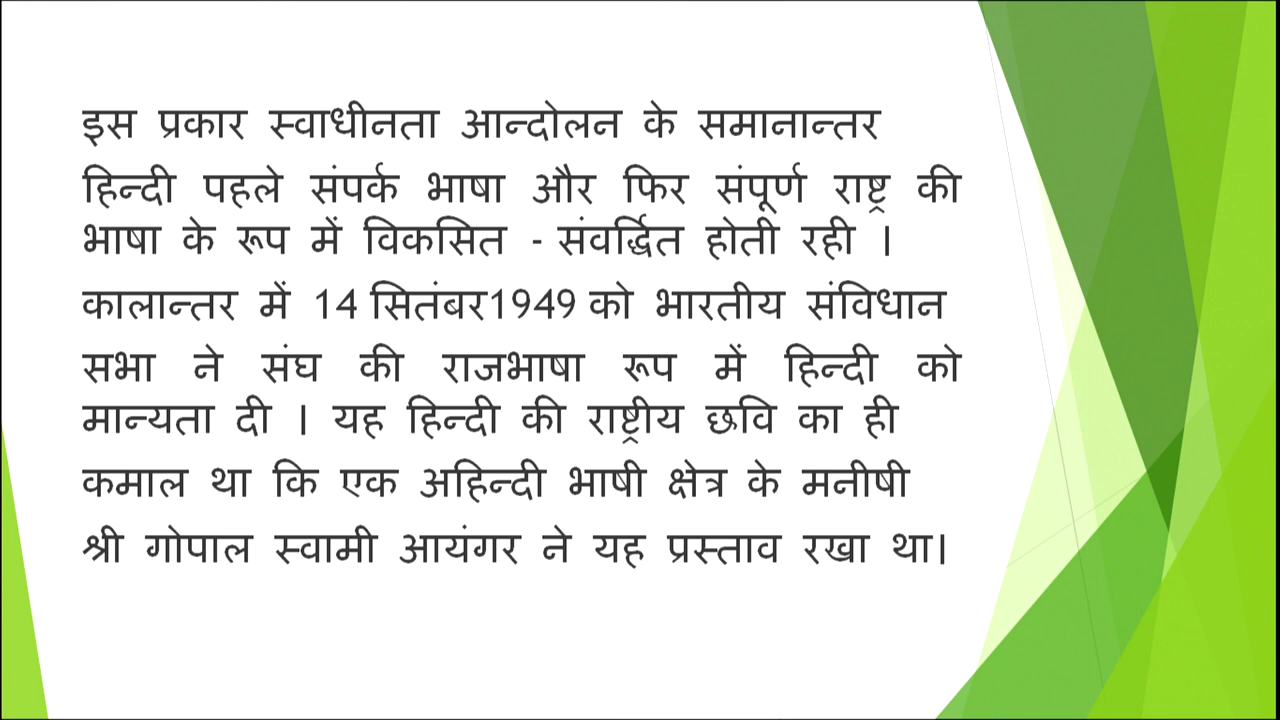 इस प्रकार स्वाधीनता आन्दोलन के समानान्तर
हिन्दी पहले संपर्क भाषा और फिर संपूर्ण राष्ट्र की
भाषा के रूप में विकसित - संवर्द्धित होती रही ।
कालान्तर में 14 सितंबर1949 को भारतीय संविधान
सभा ने संघ की राजभाषा रूप में हिन्दी को
मान्यता दी । यह हिन्दी की राष्ट्रीय छवि का ही
कमाल था कि एक अहिन्दी भाषी क्षेत्र के मनीषी
श्री गोपाल स्वामी आयंगर ने यह प्रस्ताव रखा था।